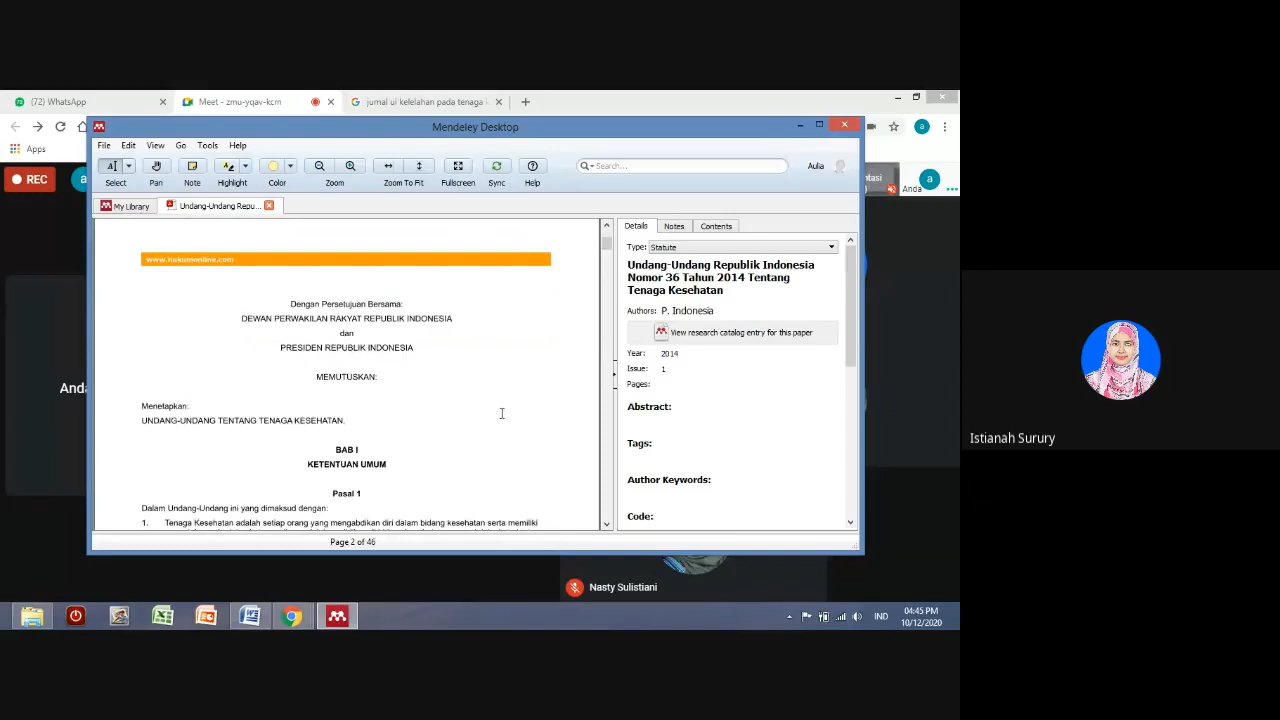 (72) WhatsApp
Meet - zmu-yqav-kcm
jurnal ui kelelahan pada tenaga k
Apps
Mendeley Desktop
File Edit View Go Tools Help
Search...
Aulia
Select Pan Note Highlight Color Zoom Zoom To Fit Fullscreen Sync Help
REC
a
ntasi
a
Anda
My Library
Undang-Undang Repu...
Details Notes Contents
www.hukumonline.com
Dengan Persetujuan Bersama:
DEWAN PERWAKILAN RAKYAT REPUBLIK INDONESIA
dan
PRESIDEN REPUBLIK INDONESIA
MEMUTUSKAN:
Menetapkan:
UNDANG-UNDANG TENTANG TENAGA KESEHATAN.
BAB I
KETENTUAN UMUM
Pasal 1
Dalam Undang-Undang ini yang dimaksud dengan:
1. Tenaga Kesehatan adalah setiap orang yang mengabdikan diri dalam bidang kesehatan serta memiliki
Page 2 of 46
Type: Statute
Undang-Undang Republik Indonesia
Nomor 36 Tahun 2014 Tentang
Tenaga Kesehatan
Authors: P. Indonesia
View research catalog entry for this paper
Year: 2014
Issue: 1
Pages:
Abstract:
Tags:
Author Keywords:
Code:
Anda
Nasty Sulistiani
IND
04:45 PM
10/12/2020
Istianah Surury